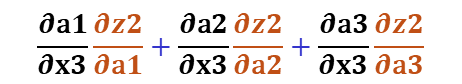 ∂a1/∂x3 ∂z2/∂a1 + ∂a2/∂x3 ∂z2/∂a2 + ∂a3/∂x3 ∂z2/∂a3